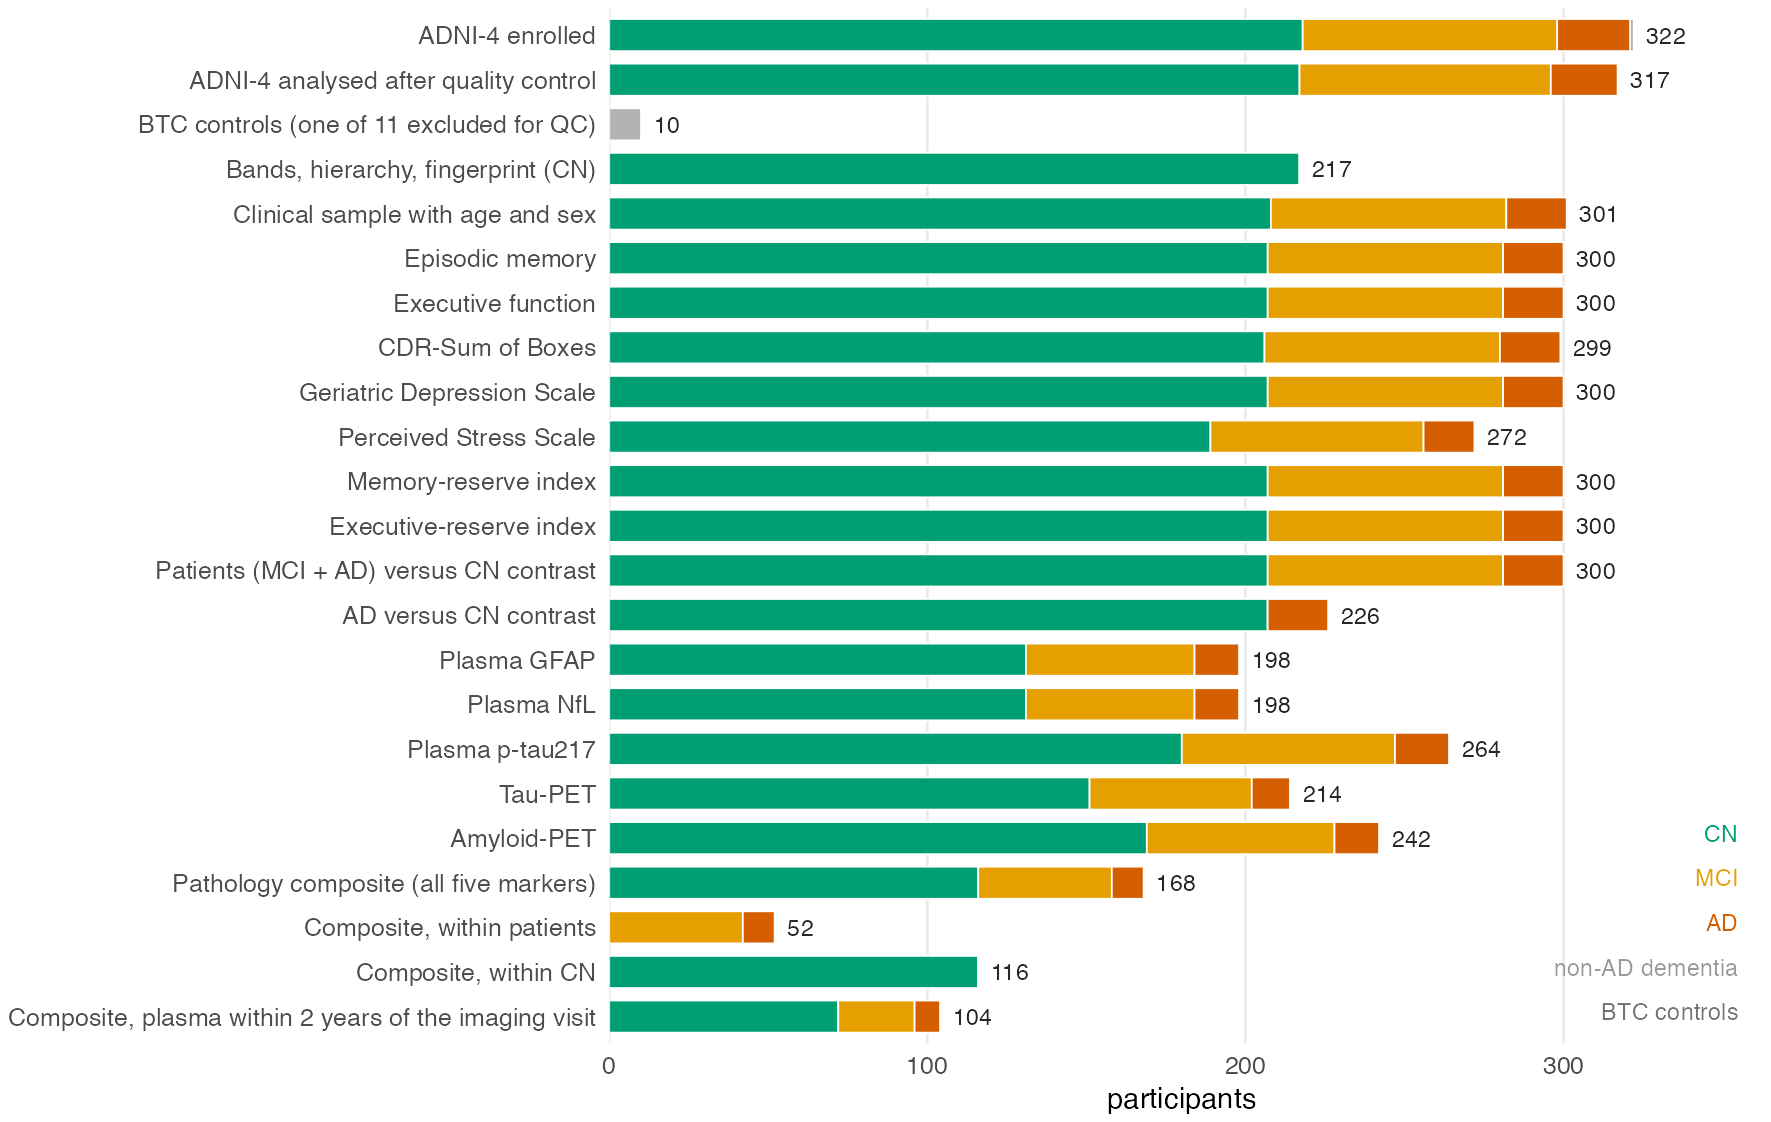 ADNI-4 enrolled 322
ADNI-4 analysed after quality control 317
BTC controls (one of 11 excluded for QC) 10
Bands, hierarchy, fingerprint (CN) 217
Clinical sample with age and sex 301
Episodic memory 300
Executive function 300
CDR-Sum of Boxes 299
Geriatric Depression Scale 300
Perceived Stress Scale 272
Memory-reserve index 300
Executive-reserve index 300
Patients (MCI + AD) versus CN contrast 300
AD versus CN contrast 226
Plasma GFAP 198
Plasma NfL 198
Plasma p-tau217 264
Tau-PET 214
Amyloid-PET 242
Pathology composite (all five markers) 168
Composite, within patients 52
Composite, within CN 116
Composite, plasma within 2 years of the imaging visit 104
CN
MCI
AD
non-AD dementia
BTC controls
0 100 200 300
participants